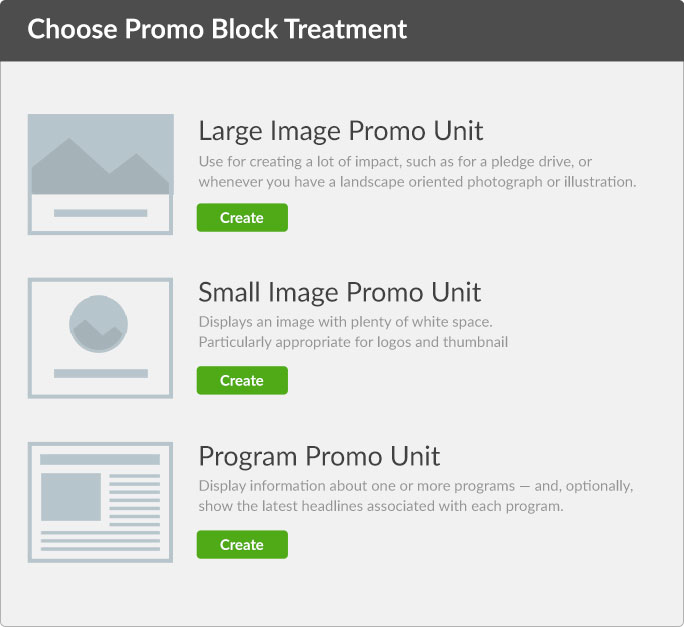 Choose Promo Block Treatment
Large Image Promo Unit
Use for creating a lot of impact, such as for a pledge drive, or
whenever you have a landscape oriented photograph or illustration.
Create
Small Image Promo Unit
Displays an image with plenty of white space.
Particularly appropriate for logos and thumbnail
Create
Program Promo Unit
Display information about one or more programs — and, optionally,
show the latest headlines associated with each program.
Create